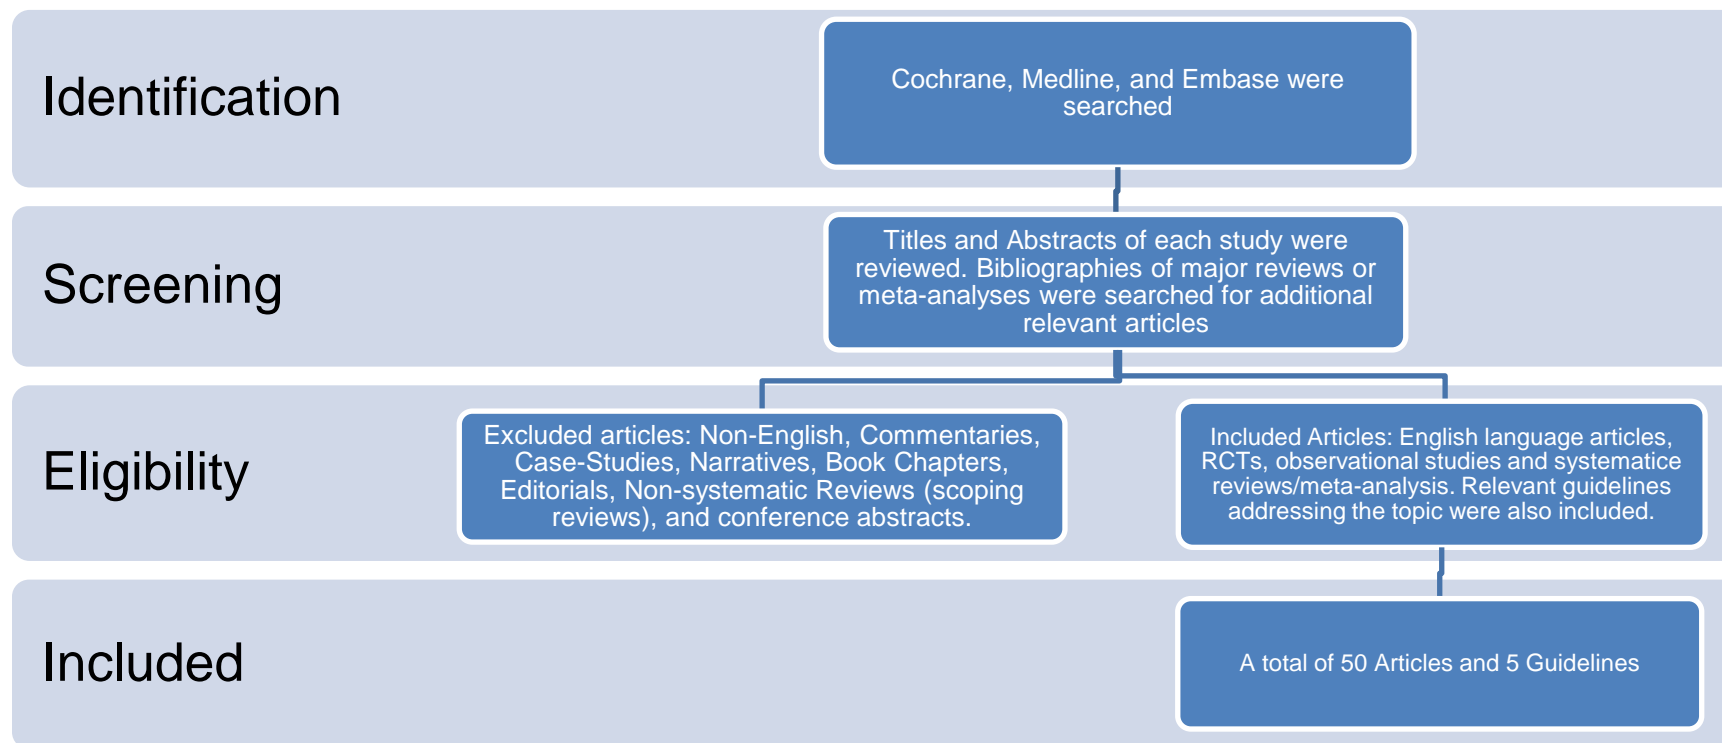 Identification
Cochrane, Medline, and Embase were
searched
Screening
Titles and Abstracts of each study were
reviewed. Bibliographies of major reviews or
meta-analyses were searched for additional
relevant articles
Eligibility
Excluded articles: Non-English, Commentaries,
Case-Studies, Narratives, Book Chapters,
Editorials, Non-systematic Reviews (scoping
reviews), and conference abstracts.
Included Articles: English language articles,
RCTs, observational studies and systematice
reviews/meta-analysis. Relevant guidelines
addressing the topic were also included.
Included
A total of 50 Articles and 5 Guidelines